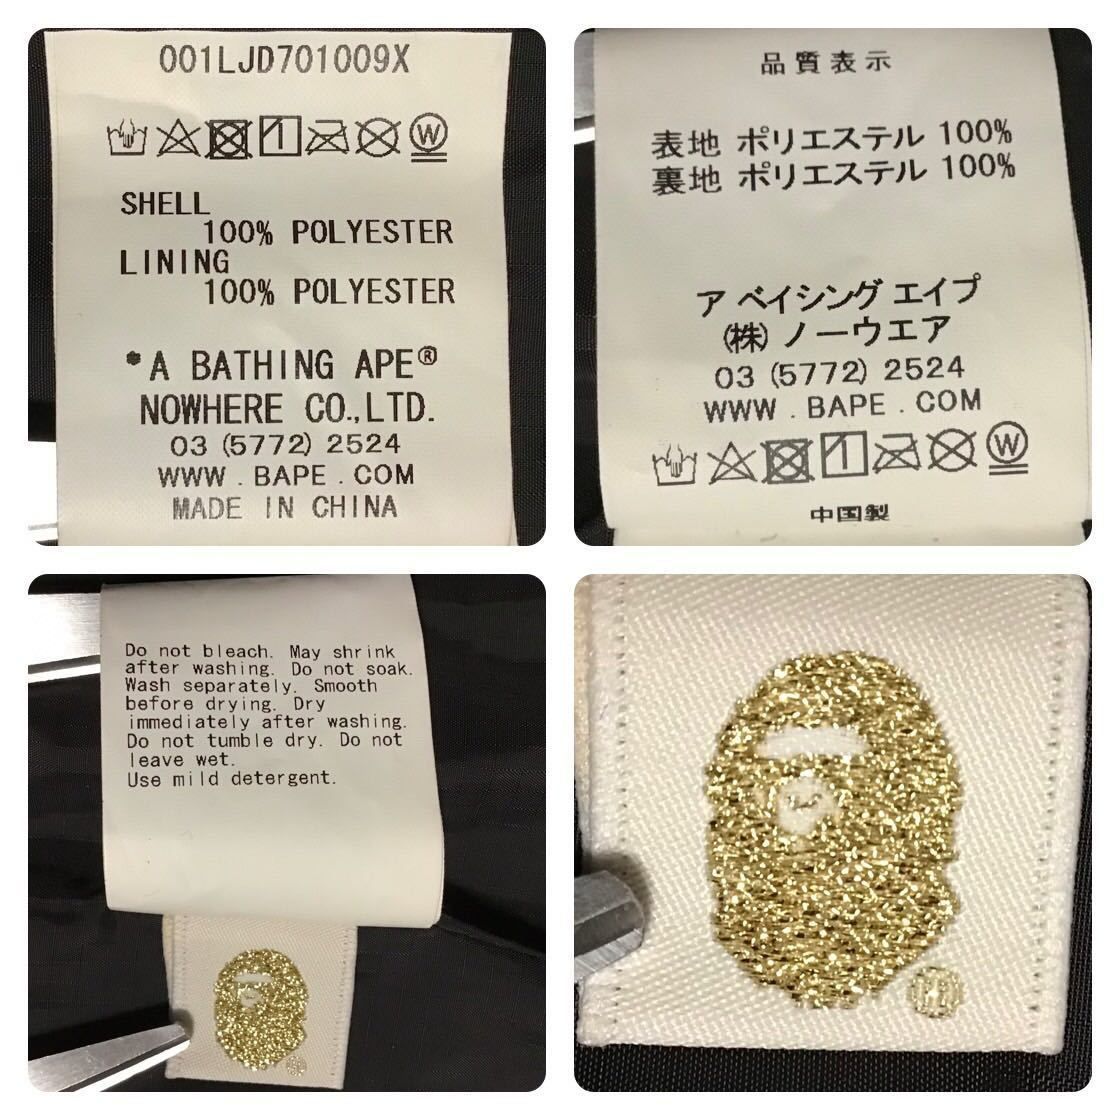 001LJD701009X
SHELL
100% POLYESTER
LINING
100% POLYESTER
*A BATHING APE®
NOWHERE CO.,LTD.
03 (5772) 2524
WWW . BAPE . COM
MADE IN CHINA
品質表示
表地 ポリエステル 100%
裏地 ポリエステル 100%
ア ベイシング エイプ
(株) ノーウエア
03 (5772) 2524
WWW . BAPE . COM
中国製
Do not bleach. May shrink
after washing. Do not soak.
Wash separately. Smooth
before drying. Dry
immediately after washing.
Do not tumble dry. Do not
leave wet.
Use mild detergent.